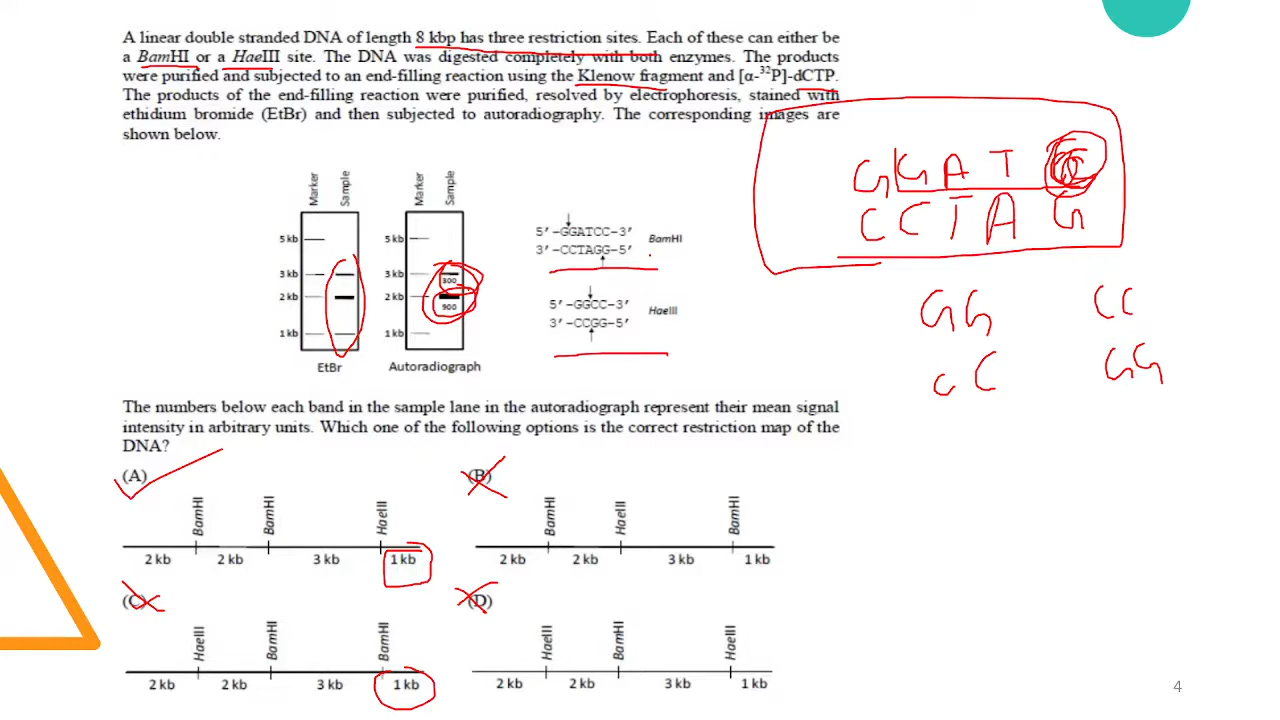 A linear double stranded DNA of length 8 kbp has three restriction sites. Each of these can either be
a BamHI or a HaeIII site. The DNA was digested completely with both enzymes. The products
were purified and subjected to an end-filling reaction using the Klenow fragment and [α-³²P]-dCTP.
The products of the end-filling reaction were purified, resolved by electrophoresis, stained with
ethidium bromide (EtBr) and then subjected to autoradiography. The corresponding images are
shown below.
Marker Sample Marker Sample
5 kb 5 kb
3 kb 3 kb
300
2 kb 2 kb
900
1 kb 1 kb
EtBr Autoradiograph
5’-GGATCC-3’
3’-CCTAGG-5’
BamHI
5’-GGCC-3’
3’-CCGG-5’
HaeIII
G G A T C
C C T A G
GG CC
C C GG
The numbers below each band in the sample lane in the autoradiograph represent their mean signal
intensity in arbitrary units. Which one of the following options is the correct restriction map of the
DNA?
(A)
BamHI BamHI HaeIII
2 kb 2 kb 3 kb 1 kb
(B)
BamHI HaeIII BamHI
2 kb 2 kb 3 kb 1 kb
(C)
HaeIII BamHI BamHI
2 kb 2 kb 3 kb 1 kb
(D)
HaeIII BamHI HaeIII
2 kb 2 kb 3 kb 1 kb
4